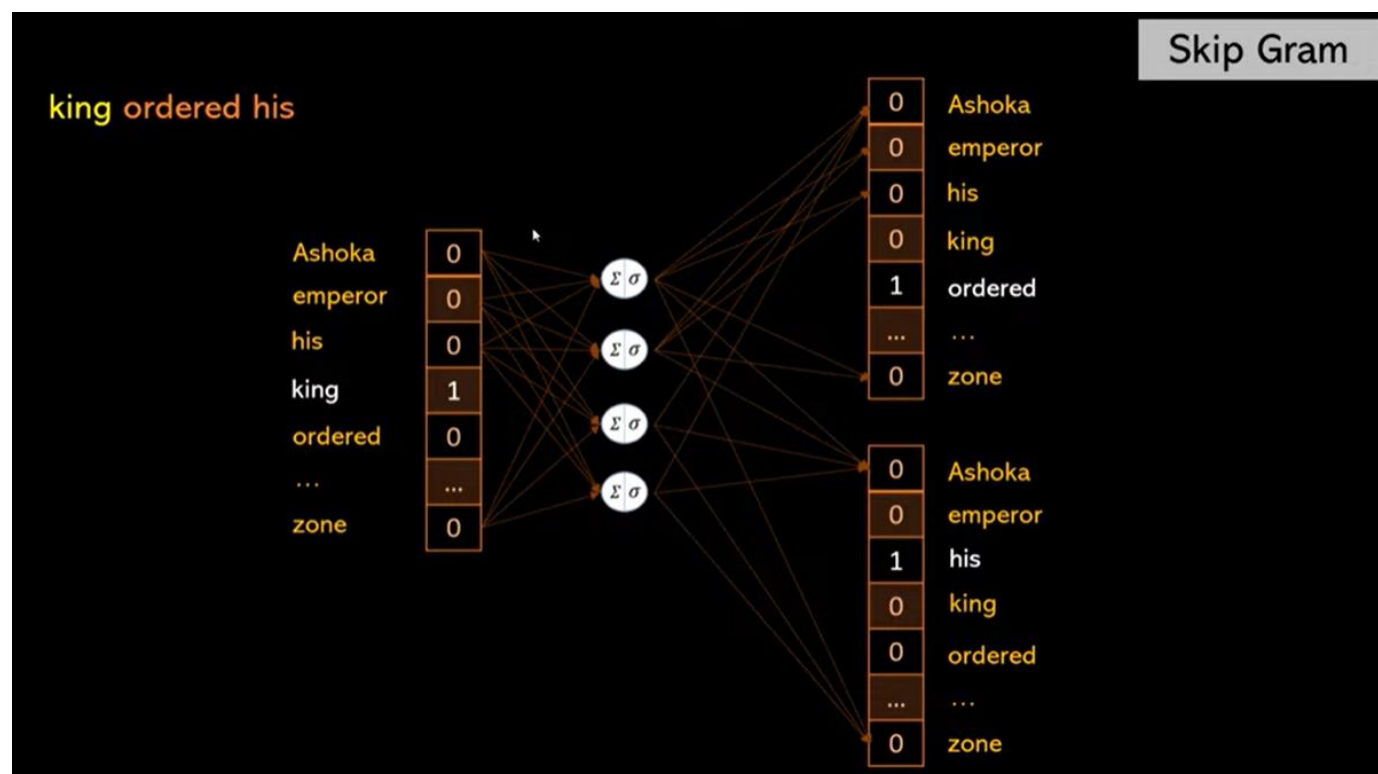 Skip Gram
king ordered his
Ashoka 0
emperor 0
his 0
king 1
ordered 0
... ...
zone 0
Σ σ
Σ σ
Σ σ
Σ σ
0 Ashoka
0 emperor
0 his
0 king
1 ordered
... ...
0 zone
0 Ashoka
0 emperor
1 his
0 king
0 ordered
... ...
0 zone